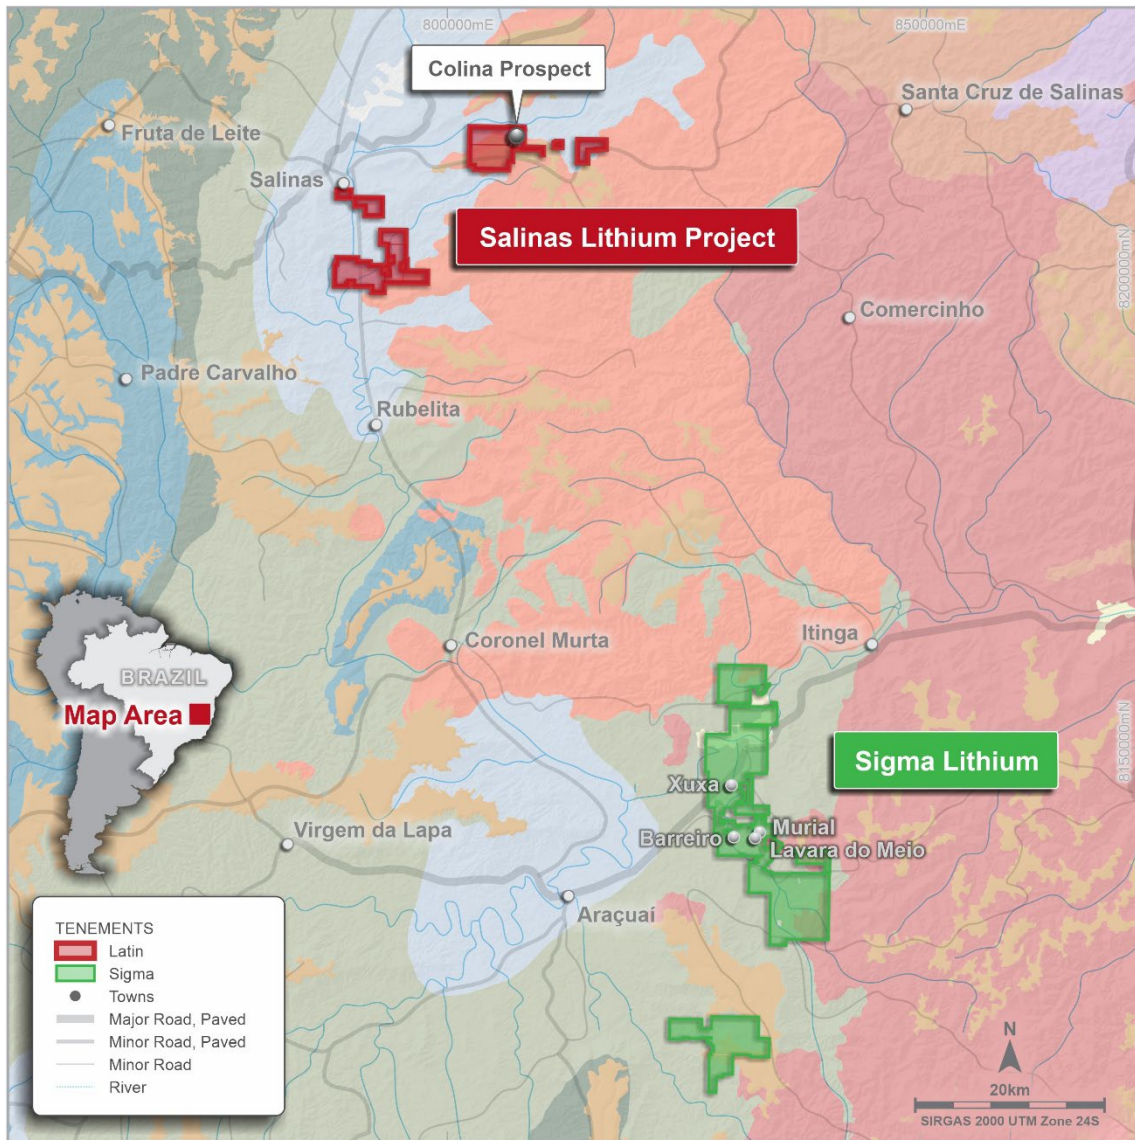 800000mE
850000mE
Colina Prospect
Santa Cruz de Salinas
Fruta de Leite
Salinas
Salinas Lithium Project
8200000mN
Comercinho
Padre Carvalho
Rubelita
Coronel Murta
Itinga
BRAZIL
Map Area
8150000mN
Sigma Lithium
Xuxa
Virgem da Lapa
Barreiro
Murial
Lavara do Meio
Araçuaí
TENEMENTS
Latin
Sigma
Towns
Major Road, Paved
Minor Road, Paved
Minor Road
River
N
20km
SIRGAS 2000 UTM Zone 24S